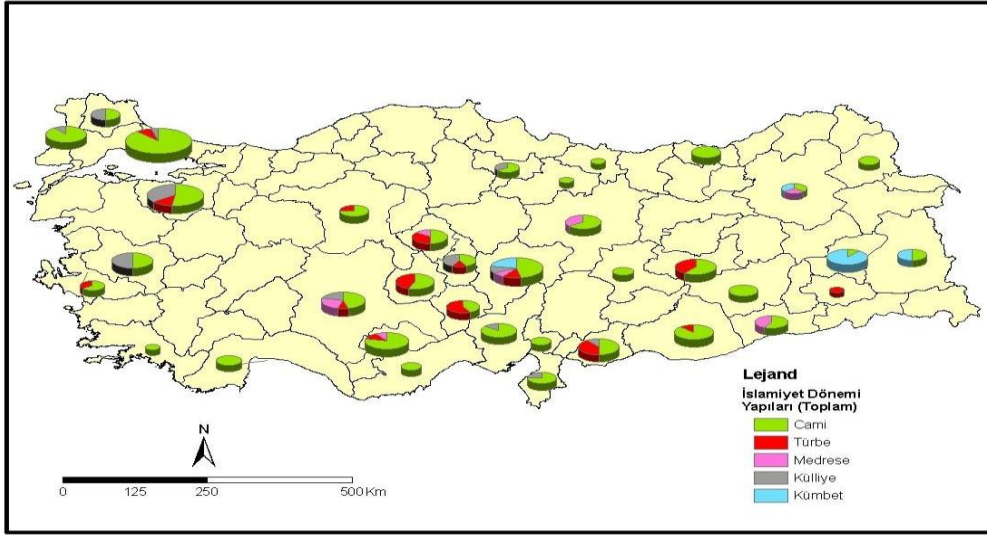 Lejand
İslamiyet Dönemi
Yapıları (Toplam)
Cami
Türbe
Medrese
Külliye
Kümbet
N
0 125 250 500 Km